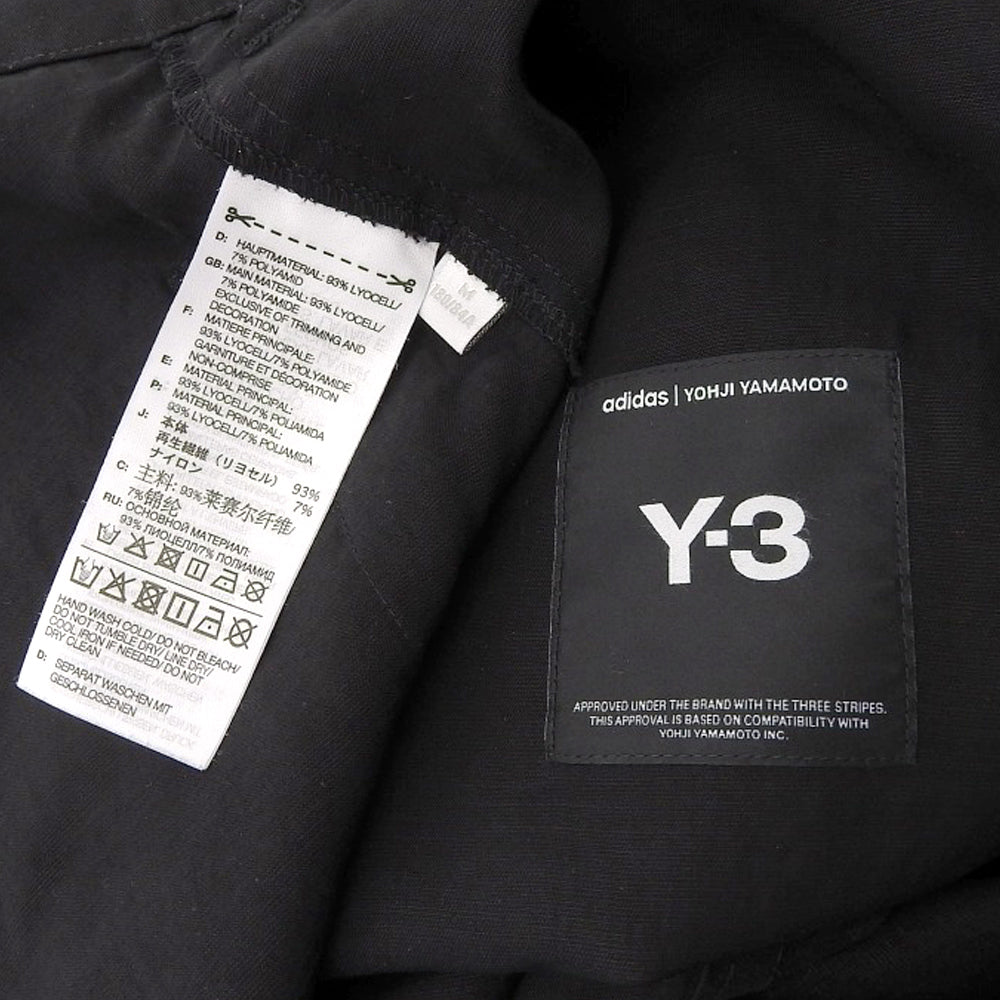 D: HAUPTMATERIAL: 93% LYOCELL/
7% POLYAMID
GB: MAIN MATERIAL: 93% LYOCELL/
7% POLYAMIDE
EXCLUSIVE OF TRIMMING AND
DECORATION
F: MATIERE PRINCIPALE:
93% LYOCELL/7% POLYAMIDE
GARNITURE ET DÉCORATION
NON-COMPRISE
E: MATERIAL PRINCIPAL:
93% LYOCELL/7% POLIAMIDA
P: MATERIAL PRINCIPAL:
93% LYOCELL/7% POLIAMIDA
J: 本体
再生繊維（リヨセル） 93%
ナイロン 7%
C: 主料: 93%莱赛尔纤维/
7%锦纶
RU: ОСНОВНОЙ МАТЕРИАЛ:
93% ЛИОЦЕЛЛ/7% ПОЛИАМИД
HAND WASH COLD/ DO NOT BLEACH/
DO NOT TUMBLE DRY/ LINE DRY/
COOL IRON IF NEEDED/ DO NOT
DRY CLEAN
D: SEPARAT WASCHEN MIT
GESCHLOSSENEN
M
180/84A
adidas | YOHJI YAMAMOTO
Y-3
APPROVED UNDER THE BRAND WITH THE THREE STRIPES.
THIS APPROVAL IS BASED ON COMPATIBILITY WITH
YOHJI YAMAMOTO INC.